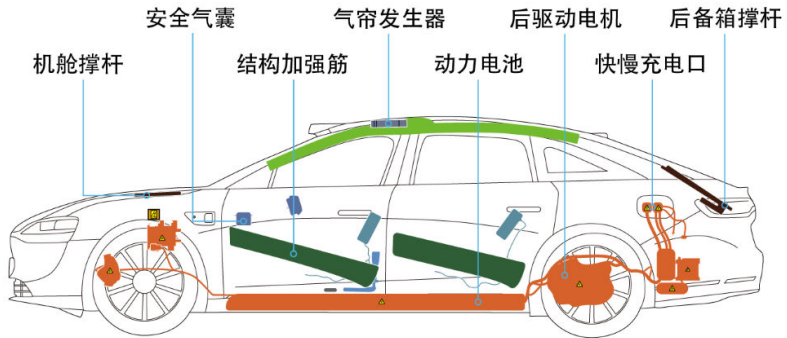 安全气囊
气帘发生器
后驱动电机
后备箱撑杆
机舱撑杆
结构加强筋
动力电池
快慢充电口